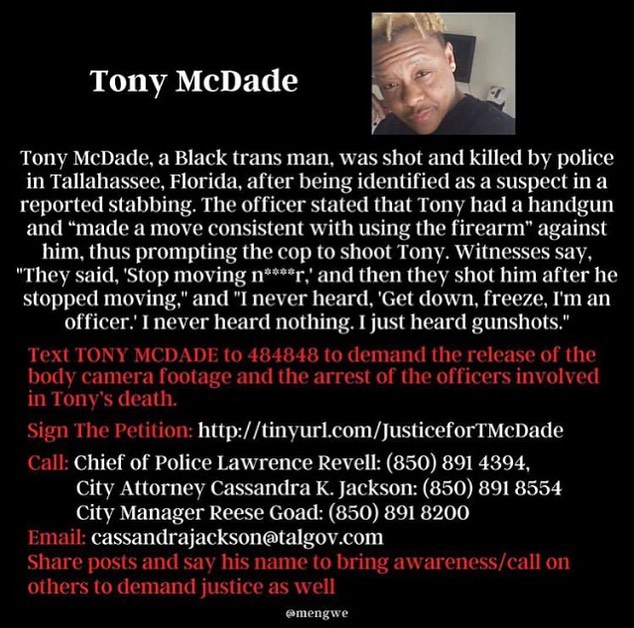 Tony McDade
Tony McDade, a Black trans man, was shot and killed by police
in Tallahassee, Florida, after being identified as a suspect in a
reported stabbing. The officer stated that Tony had a handgun
and “made a move consistent with using the firearm” against
him, thus prompting the cop to shoot Tony. Witnesses say,
"They said, 'Stop moving n****r,' and then they shot him after he
stopped moving," and "I never heard, 'Get down, freeze, I'm an
officer.' I never heard nothing. I just heard gunshots."
Text TONY MCDADE to 484848 to demand the release of the
body camera footage and the arrest of the officers involved
in Tony's death.
Sign The Petition: http://tinyurl.com/JusticeforTMcDade
Call: Chief of Police Lawrence Revell: (850) 891 4394,
City Attorney Cassandra K. Jackson: (850) 891 8554
City Manager Reese Goad: (850) 891 8200
Email: cassandrajackson@talgov.com
Share posts and say his name to bring awareness/call on
others to demand justice as well
@mengwe